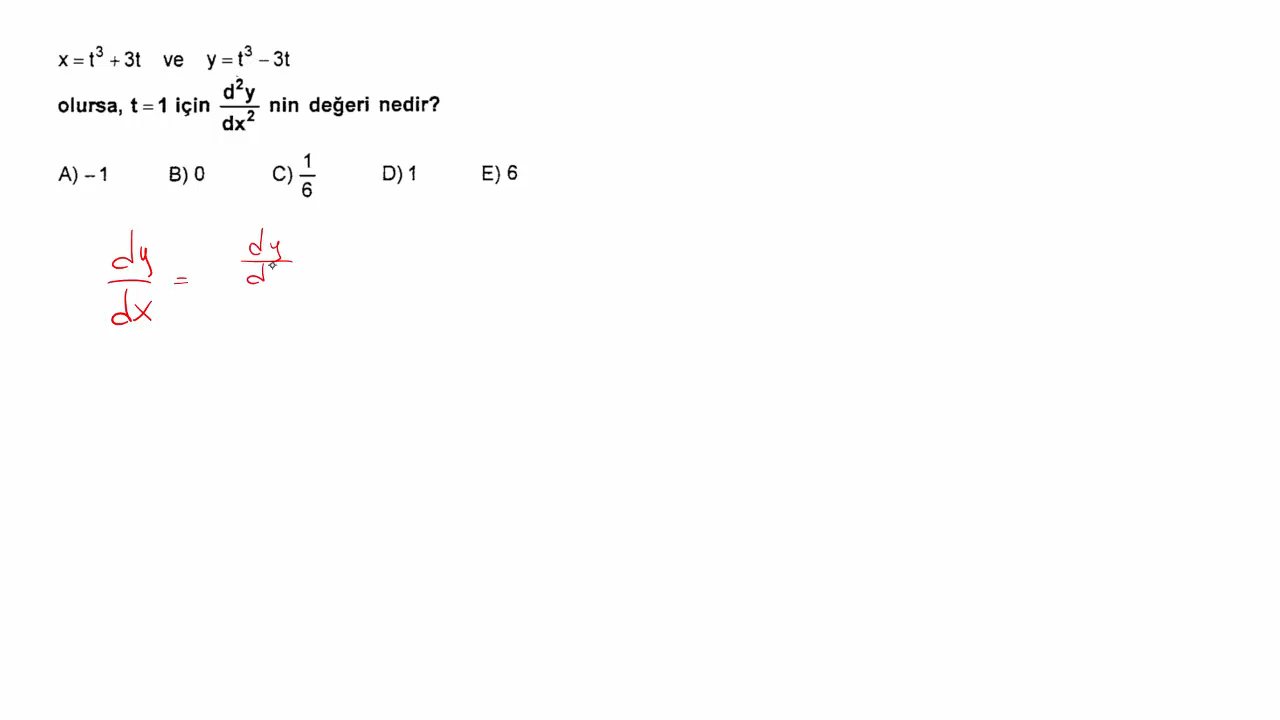 x = t³ + 3t ve y = t³ − 3t
olursa, t = 1 için d²y/dx² nin değeri nedir?
A) − 1 B) 0 C) 1/6 D) 1 E) 6
dy/dx = dy/d